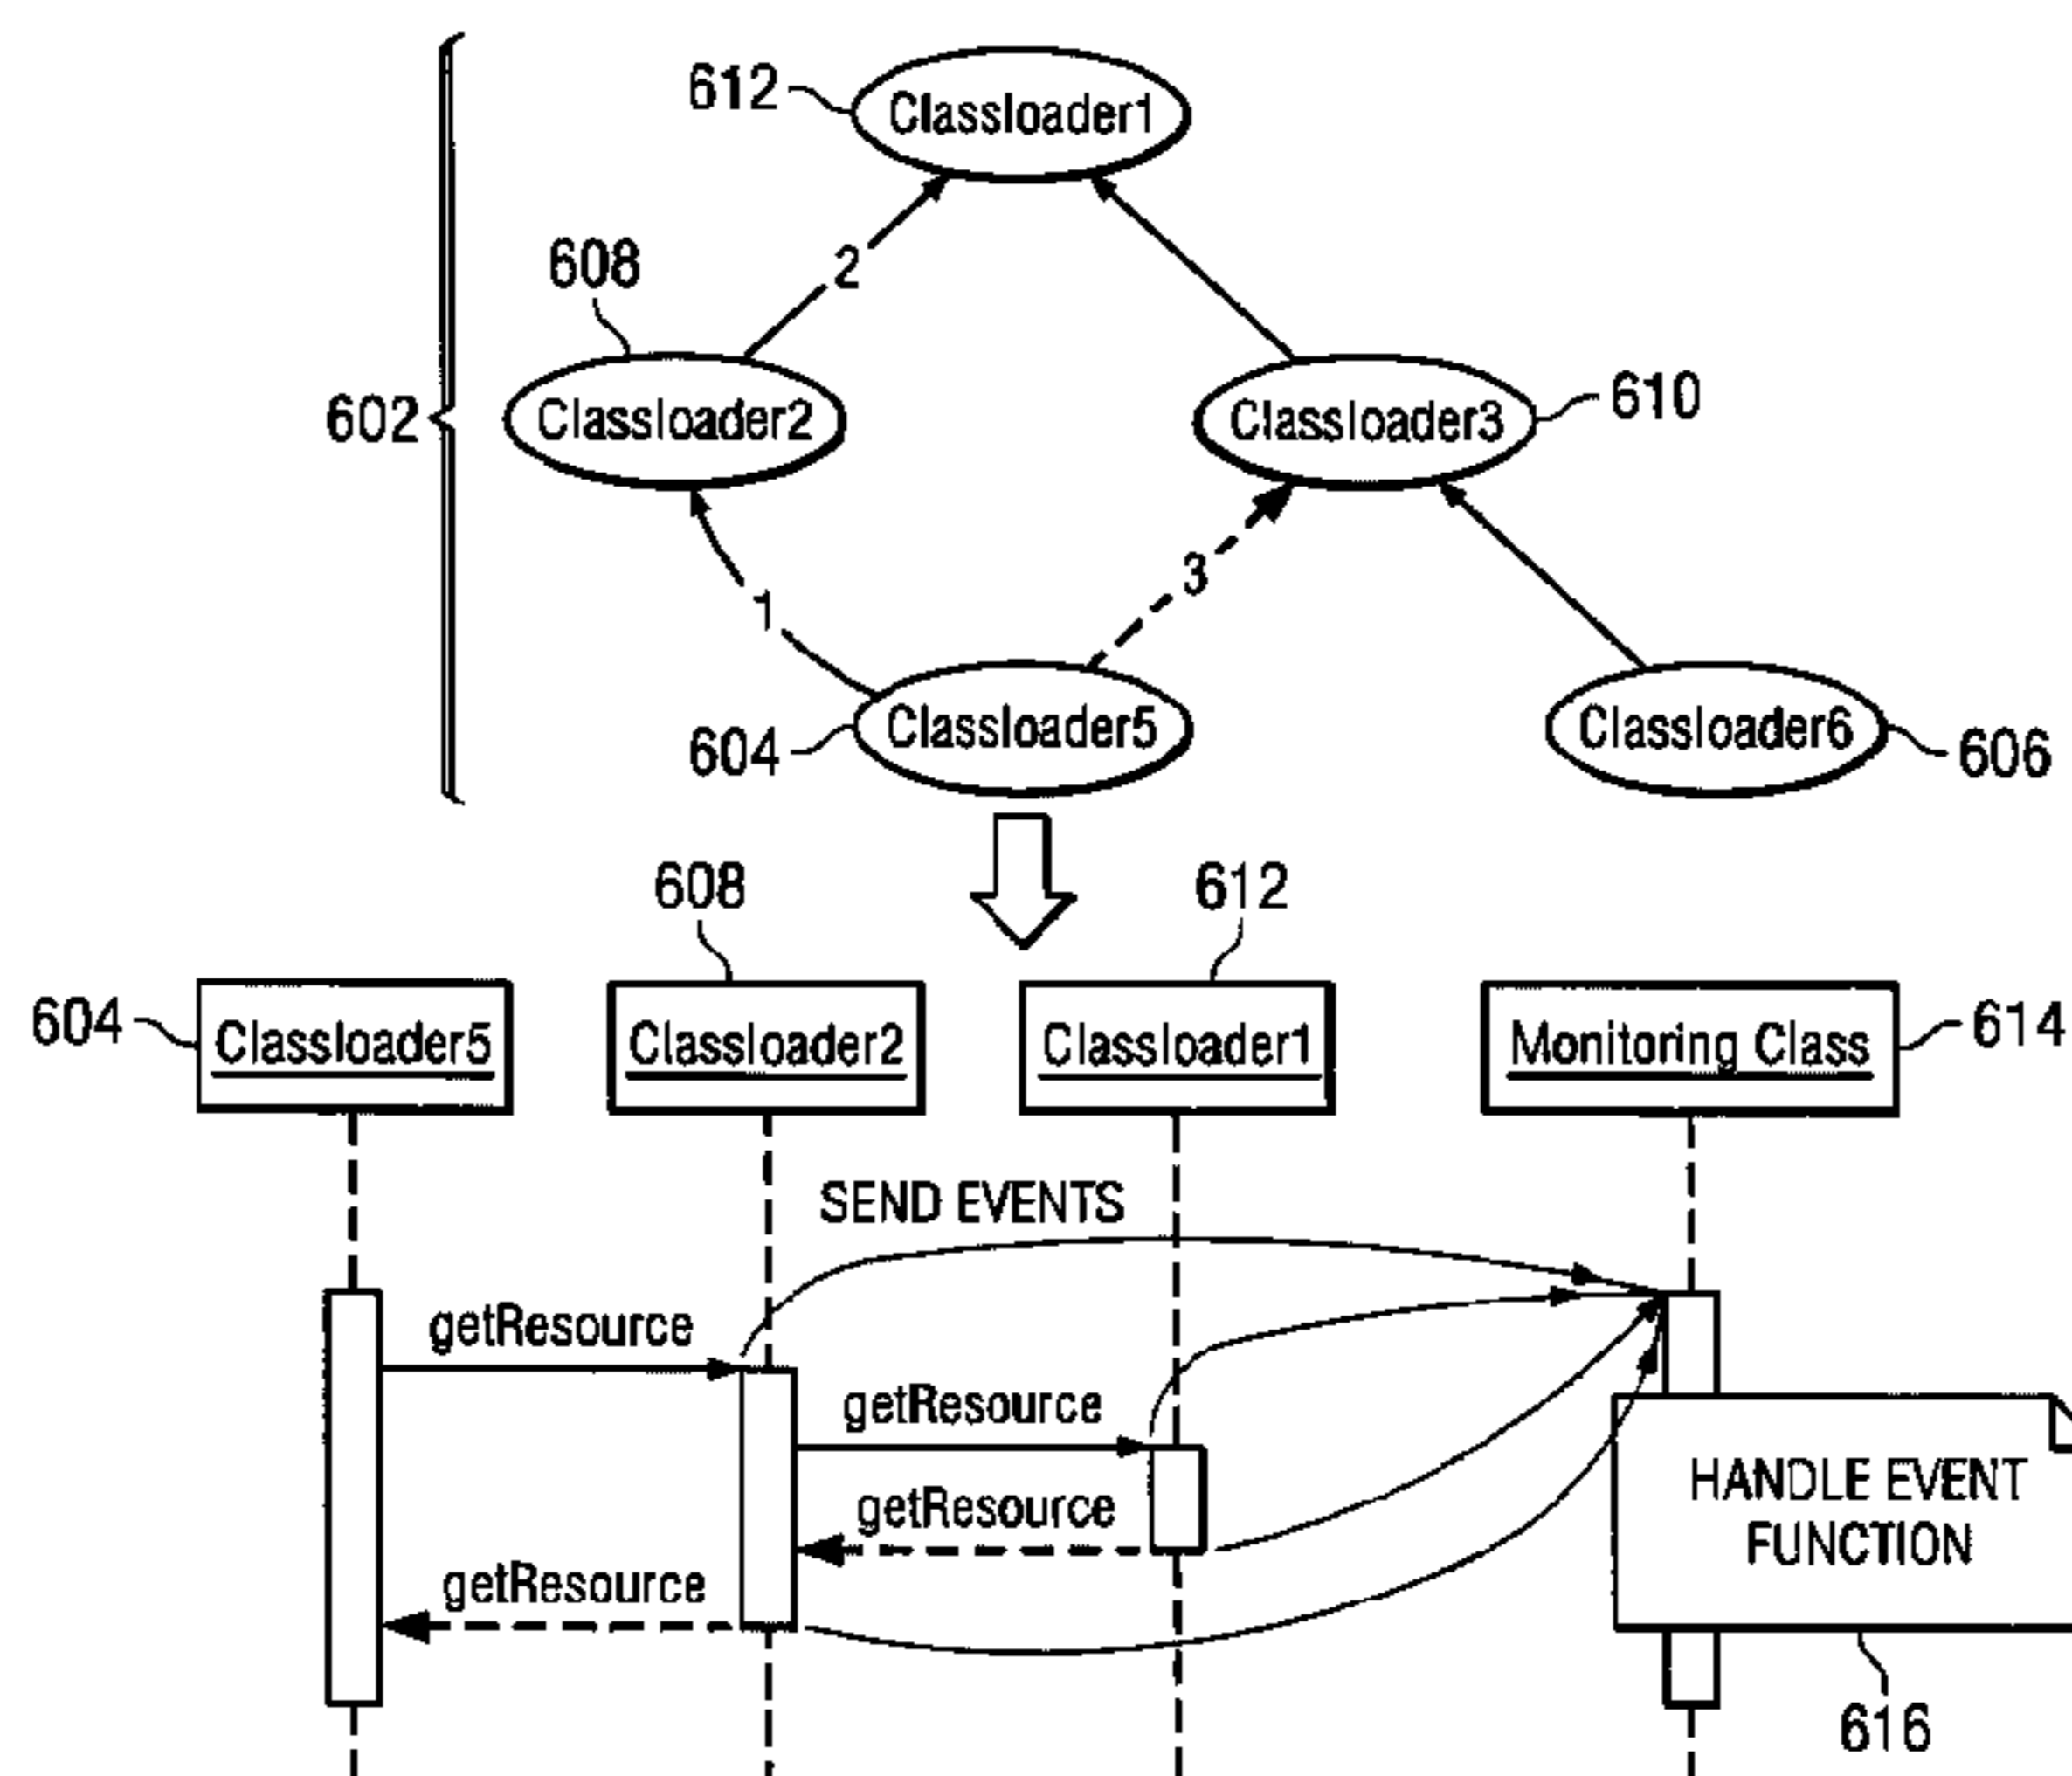 612
Classloader1
2
608
602
Classloader2
Classloader3
610
1
3
604
Classloader5
Classloader6
606
608
612
604
Classloader5
Classloader2
Classloader1
Monitoring Class
614
SEND EVENTS
getResource
getResource
getResource
getResource
HANDLE EVENT
FUNCTION
616